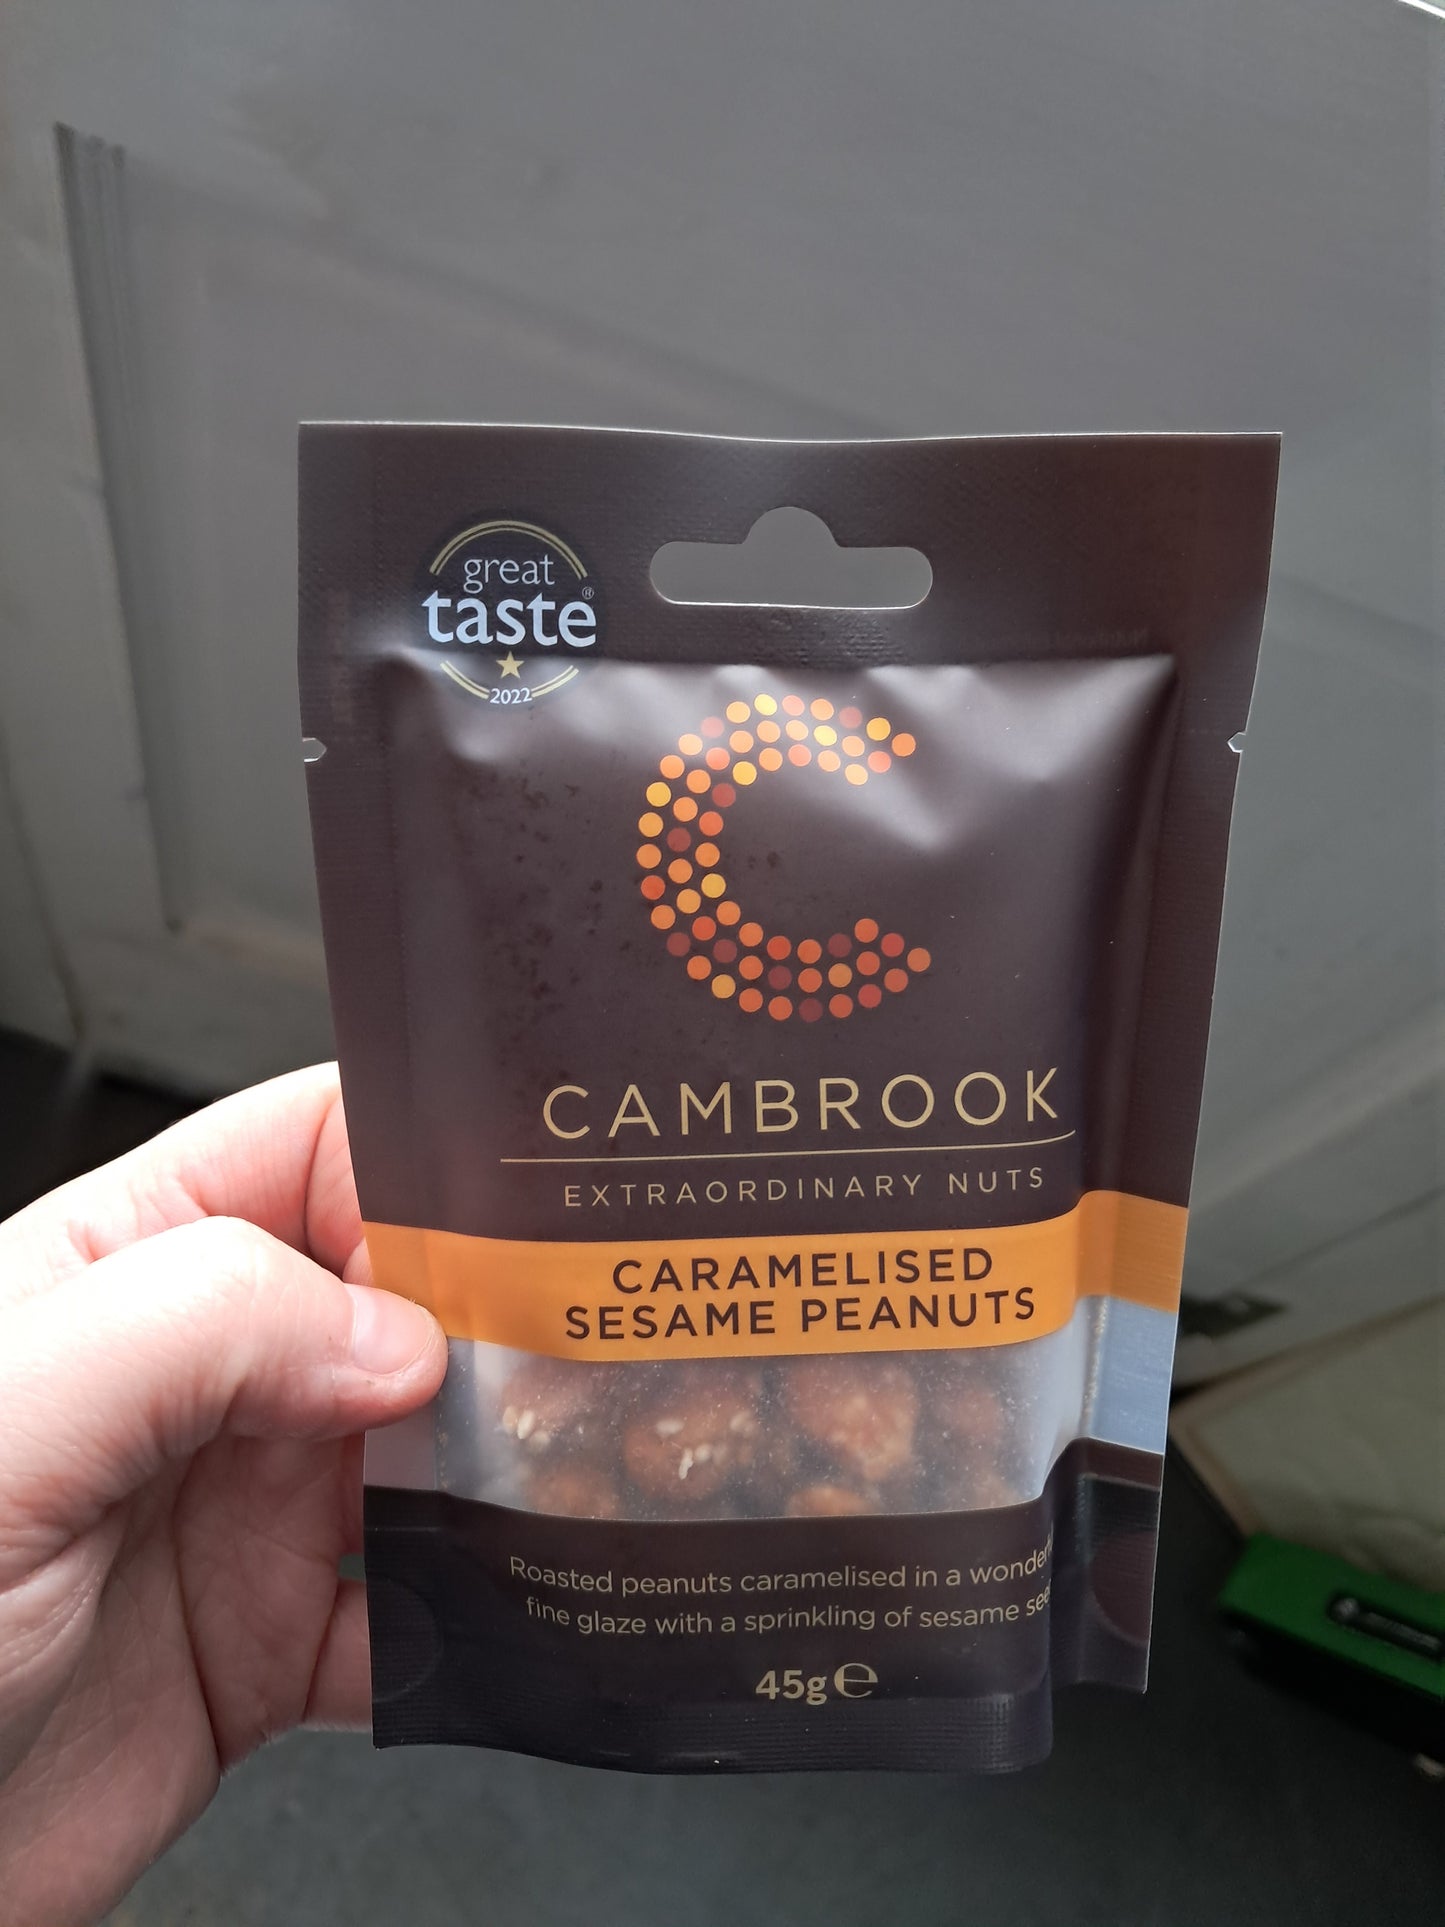 great
taste®
2022
CAMBROOK
EXTRAORDINARY NUTS
CARAMELISED
SESAME PEANUTS
Roasted peanuts caramelised in a
fine glaze with a sprinkling of sesame
45g ℮